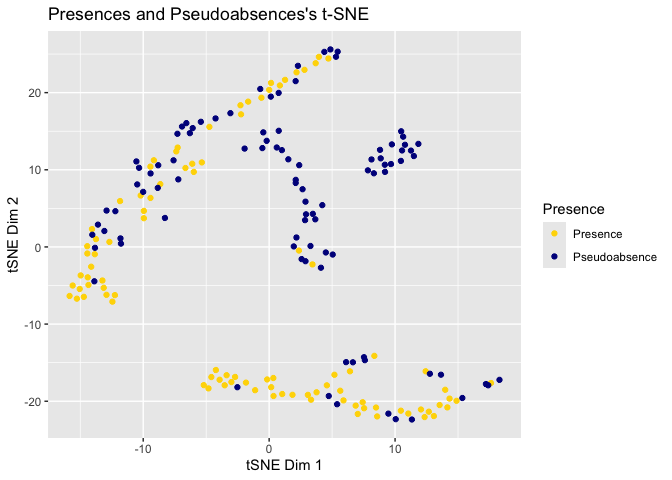 Presences and Pseudoabsences's t-SNE
20
10
0
-10
-20
tSNE Dim 2
-10
0
10
tSNE Dim 1
Presence
Presence
Pseudoabsence